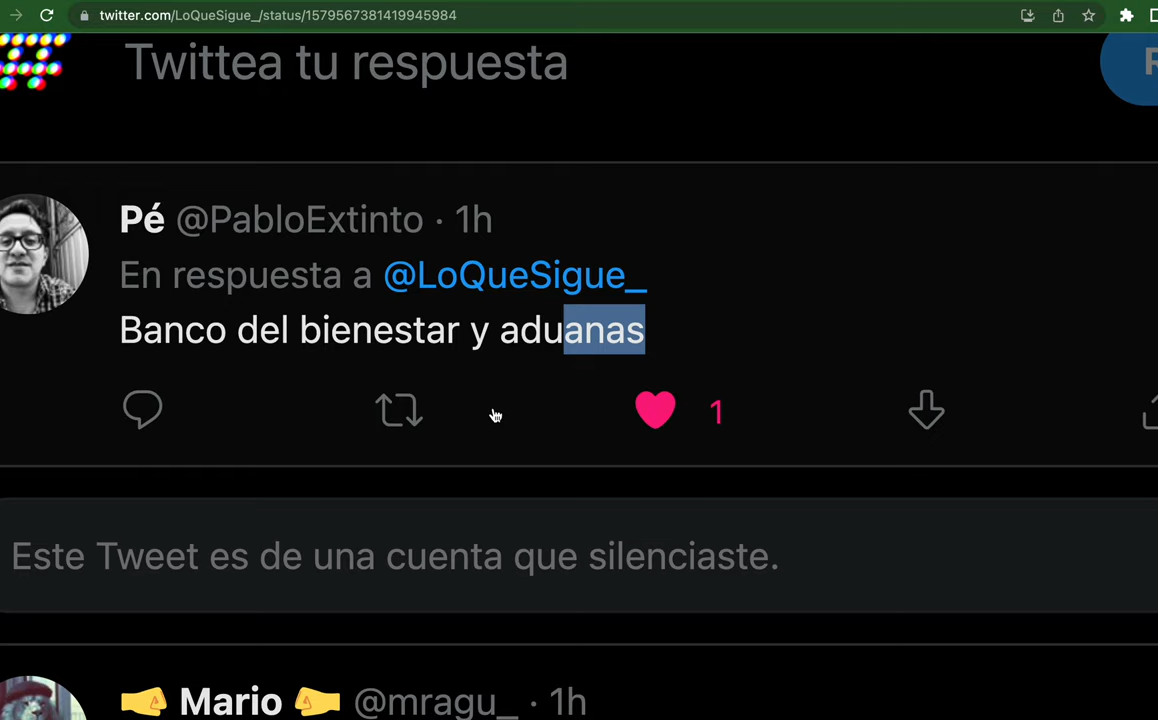 twitter.com/LoQueSigue_/status/1579567381419945984
Twittea tu respuesta
R
Pé @PabloExtinto · 1h
En respuesta a @LoQueSigue_
Banco del bienestar y aduanas
1
Este Tweet es de una cuenta que silenciaste.
Mario @mragu_ · 1h